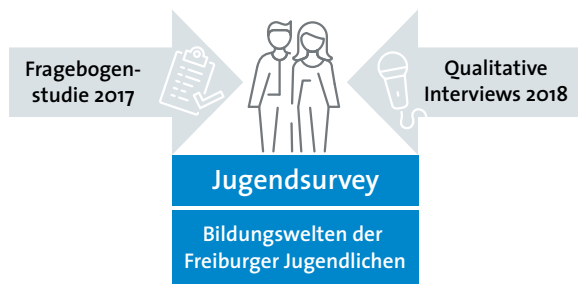 Fragebogen-
studie 2017
Qualitative
Interviews 2018
Jugendsurvey
Bildungswelten der
Freiburger Jugendlichen